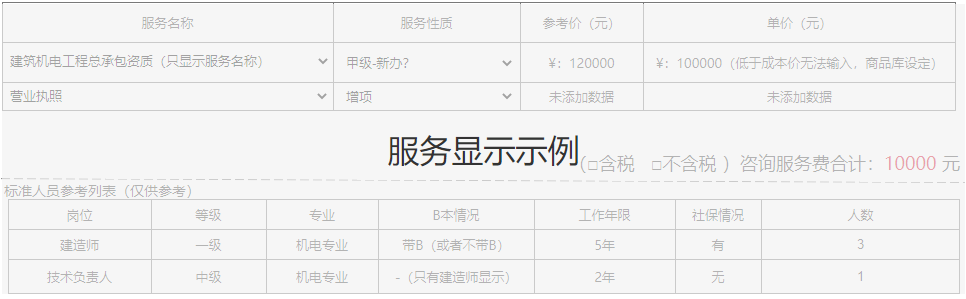 服务名称 服务性质 参考价（元） 单价（元）
建筑机电工程总承包资质（只显示服务名称） 甲级-新办? ¥：120000 ¥：100000（低于成本价无法输入，商品库设定）
营业执照 增项 未添加数据 未添加数据
服务显示示例
（□含税 □不含税 ）咨询服务费合计：10000 元
标准人员参考列表（仅供参考）
岗位 等级 专业 B本情况 工作年限 社保情况 人数
建造师 一级 机电专业 带B（或者不带B） 5年 有 3
技术负责人 中级 机电专业 -（只有建造师显示） 2年 无 1